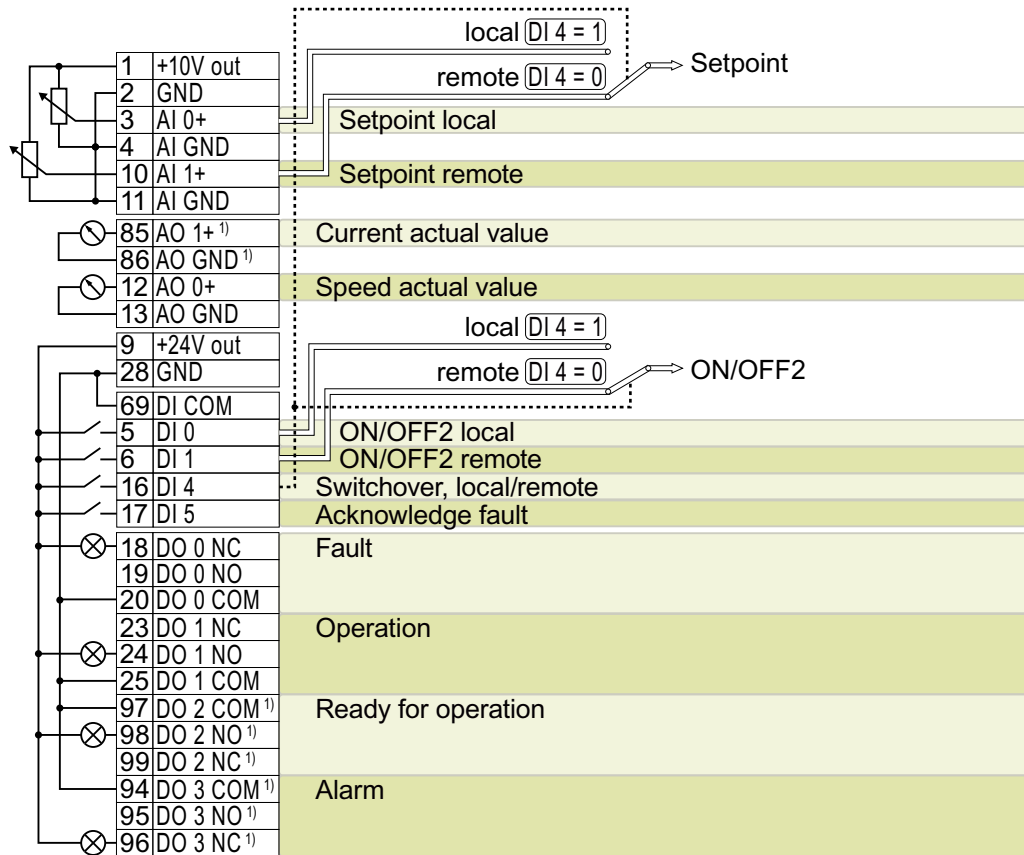 local DI 4 = 1
1 +10V out
remote DI 4 = 0 Setpoint
2 GND
3 AI 0+ Setpoint local
4 AI GND
10 AI 1+ Setpoint remote
11 AI GND
85 AO 1+ 1) Current actual value
86 AO GND 1)
12 AO 0+ Speed actual value
13 AO GND
local DI 4 = 1
9 +24V out
28 GND remote DI 4 = 0 ON/OFF2
69 DI COM
5 DI 0 ON/OFF2 local
6 DI 1 ON/OFF2 remote
16 DI 4 Switchover, local/remote
17 DI 5 Acknowledge fault
18 DO 0 NC Fault
19 DO 0 NO
20 DO 0 COM
23 DO 1 NC Operation
24 DO 1 NO
25 DO 1 COM
97 DO 2 COM 1) Ready for operation
98 DO 2 NO 1)
99 DO 2 NC 1)
94 DO 3 COM 1) Alarm
95 DO 3 NO 1)
96 DO 3 NC 1)